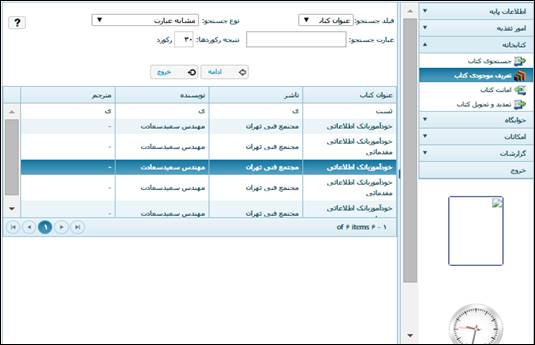 اطلاعات پایه
امور تغذیه
کتابخانه
جستجوی کتاب
تعریف موجودی کتاب
امانت کتاب
تمدید و تحویل کتاب
خوابگاه
امکانات
گزارشات
خروج
فیلد جستجو: عنوان کتاب نوع جستجو: مشابه عبارت
?
عبارت جستجو: نتیجه رکوردها: ۳۰ رکورد
ادامه خروج
عنوان کتاب ناشر نویسنده مترجم
تست ی ی ی
خودآموزبانک اطلاعاتی مجتمع فنی تهران مهندس سعیدسعادت -
خودآموزبانک اطلاعاتی مقدماتی مجتمع فنی تهران مهندس سعیدسعادت -
خودآموزبانک اطلاعاتی مجتمع فنی تهران مهندس سعیدسعادت -
خودآموزبانک اطلاعاتی مقدماتی مجتمع فنی تهران مهندس سعیدسعادت -
خودآموزبانک اطلاعاتی مجتمع فنی تهران مهندس سعیدسعادت -
۱ - ۶ of ۶ items
۱